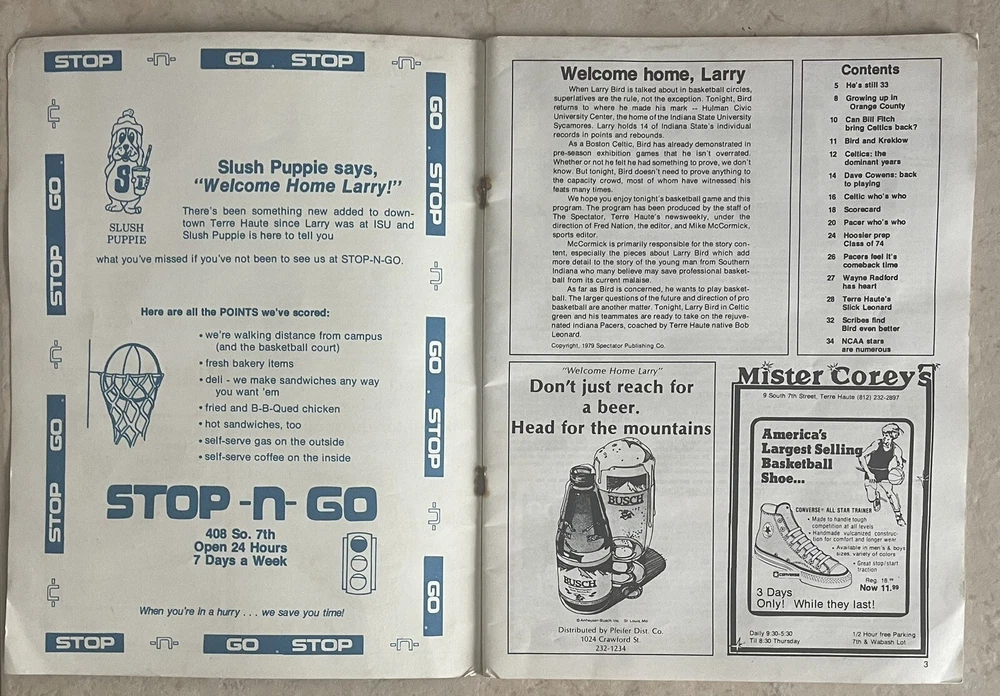 STOP -n- GO . STOP -n-
GO . STOP
STOP . GO
STOP . GO
GO . STOP
GO
S
SLUSH
PUPPIE
Slush Puppie says,
"Welcome Home Larry!"
There's been something new added to down-
town Terre Haute since Larry was at ISU and
Slush Puppie is here to tell you
what you've missed if you've not been to see us at STOP-N-GO.
Here are all the POINTS we've scored:
• we're walking distance from campus
(and the basketball court)
• fresh bakery items
• deli - we make sandwiches any way
you want 'em
• fried and B-B-Qued chicken
• hot sandwiches, too
• self-serve gas on the outside
• self-serve coffee on the inside
STOP -n- GO
408 So. 7th
Open 24 Hours
7 Days a Week
When you're in a hurry . . . we save you time!
STOP -n- GO . STOP -n-
Welcome home, Larry
When Larry Bird is talked about in basketball circles,
superlatives are the rule, not the exception. Tonight, Bird
returns to where he made his mark -- Hulman Civic
University Center, the home of the Indiana State University
Sycamores. Larry holds 14 of Indiana State's individual
records in points and rebounds.
As a Boston Celtic, Bird has already demonstrated in
pre-season exhibition games that he isn't overrated.
Whether or not he felt he had something to prove, we don't
know. But tonight, Bird doesn't need to prove anything to
the capacity crowd, most of whom have witnessed his
feats many times.
We hope you enjoy tonight's basketball game and this
program. The program has been produced by the staff of
The Spectator, Terre Haute's newsweekly, under the
direction of Fred Nation, the editor, and Mike McCormick,
sports editor.
McCormick is primarily responsible for the story con-
tent, especially the pieces about Larry Bird which add
more detail to the story of the young man from Southern
Indiana who many believe may save professional basket-
ball from its current malaise.
As far as Bird is concerned, he wants to play basket-
ball. The larger questions of the future and direction of pro
basketball are another matter. Tonight, Larry Bird in Celtic
green and his teammates are ready to take on the rejuve-
nated Indiana Pacers, coached by Terre Haute native Bob
Leonard.
Copyright, 1979 Spectator Publishing Co.
Contents
5 He's still 33
8 Growing up in
Orange County
10 Can Bill Fitch
bring Celtics back?
11 Bird and Kreklow
12 Celtics: the
dominant years
14 Dave Cowens: back
to playing
16 Celtic who's who
18 Scorecard
20 Pacer who's who
24 Hoosier prep
Class of 74
26 Pacers feel it's
comeback time
27 Wayne Radford
has heart
28 Terre Haute's
Slick Leonard
32 Scribes find
Bird even better
34 NCAA stars
are numerous
"Welcome Home Larry"
Don't just reach for
a beer.
Head for the mountains
BUSCH
BUSCH
© Anheuser-Busch Inc. St. Louis Mo
Distributed by Pfeifer Dist. Co.
1024 Crawford St.
232-1234
Mister Corey's
9 South 7th Street, Terre Haute (812) 232-2897
America's
Largest Selling
Basketball
Shoe...
CONVERSE® ALL STAR TRAINER
• Made to handle tough
competition at all levels
• Handmade vulcanized construc-
tion for comfort and longer wear
• Available in men's & boys
sizes, variety of colors
• Great stop/start
traction
converse
Reg. 18.99
Now 11.99
3 Days
Only! While they last!
Daily 9:30-5:30
Til 8:30 Thursday
1/2 Hour free Parking
7th & Wabash Lot
3